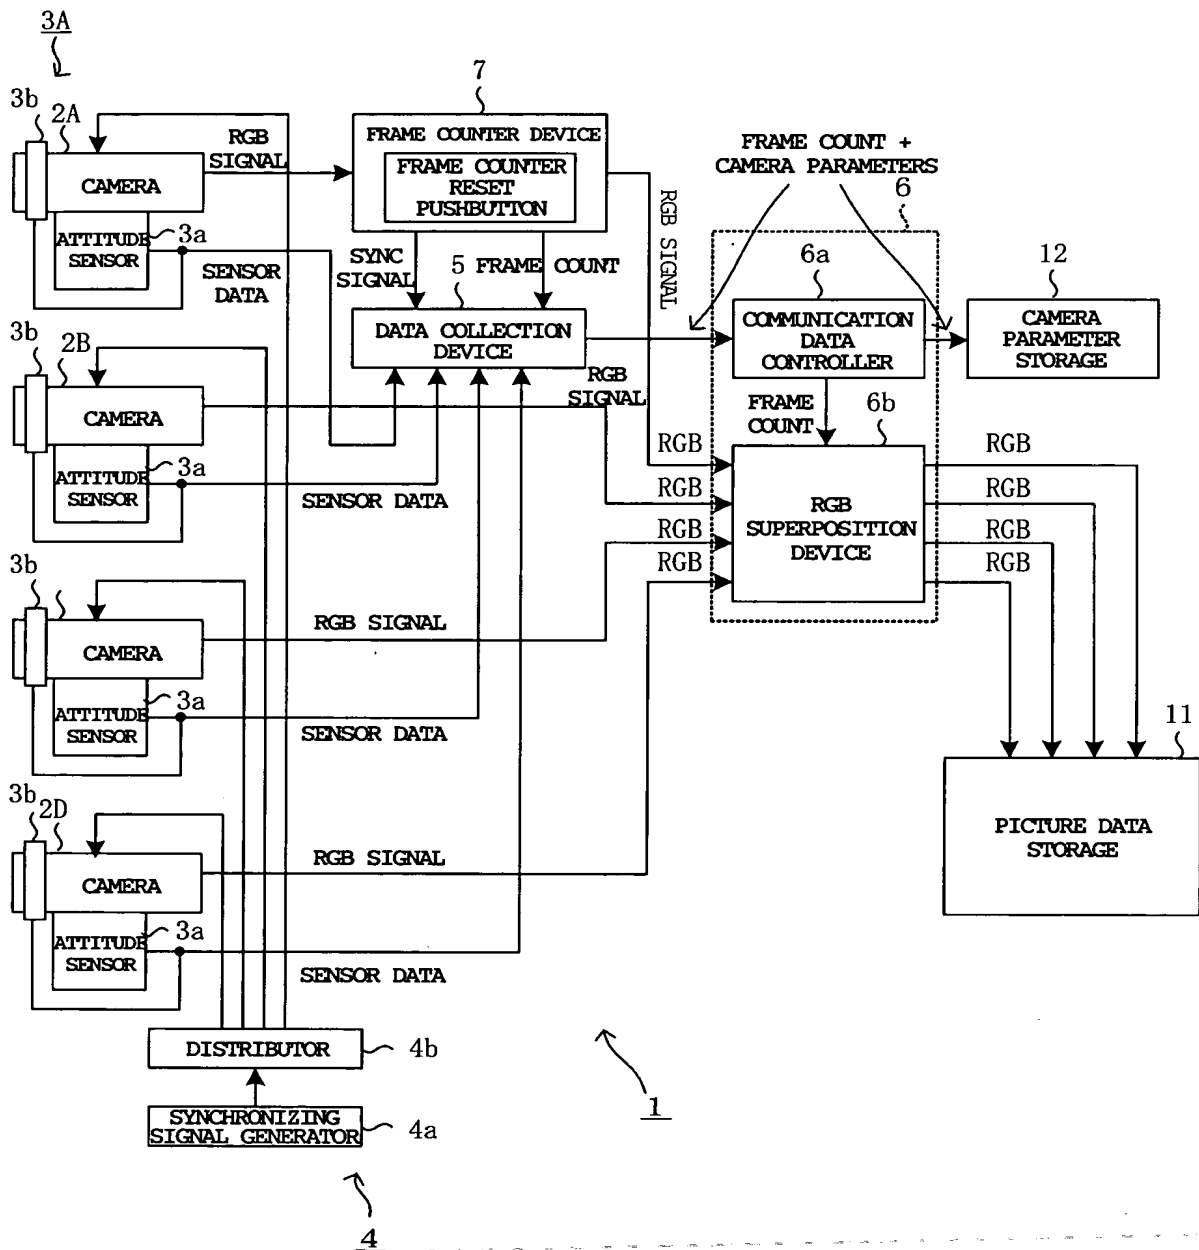 3A
3b
2A
CAMERA
ATTITUDE
SENSOR
3a
RGB
SIGNAL
SENSOR
DATA
7
FRAME COUNTER DEVICE
FRAME COUNTER
RESET
PUSHBUTTON
SYNC
SIGNAL
5
FRAME COUNT
DATA COLLECTION
DEVICE
RGB SIGNAL
FRAME COUNT +
CAMERA PARAMETERS
6
6a
COMMUNICATION
DATA
CONTROLLER
12
CAMERA
PARAMETER
STORAGE
3b
2B
CAMERA
ATTITUDE
SENSOR
3a
RGB
SIGNAL
SENSOR DATA
FRAME
COUNT
6b
RGB
RGB
RGB
RGB
RGB
SUPERPOSITION
DEVICE
RGB
RGB
RGB
RGB
3b
CAMERA
ATTITUDE
SENSOR
3a
RGB SIGNAL
SENSOR DATA
11
PICTURE DATA
STORAGE
3b
2D
CAMERA
ATTITUDE
SENSOR
3a
RGB SIGNAL
SENSOR DATA
DISTRIBUTOR
4b
SYNCHRONIZING
SIGNAL GENERATOR
4a
1
4